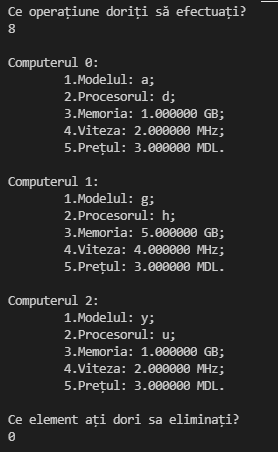 Ce operațiune doriți să efectuați?
8
Computerul 0:
1.Modelul: a;
2.Procesorul: d;
3.Memoria: 1.000000 GB;
4.Viteza: 2.000000 MHz;
5.Prețul: 3.000000 MDL.
Computerul 1:
1.Modelul: g;
2.Procesorul: h;
3.Memoria: 5.000000 GB;
4.Viteza: 4.000000 MHz;
5.Prețul: 3.000000 MDL.
Computerul 2:
1.Modelul: y;
2.Procesorul: u;
3.Memoria: 1.000000 GB;
4.Viteza: 2.000000 MHz;
5.Prețul: 3.000000 MDL.
Ce element ați dori sa eliminați?
0